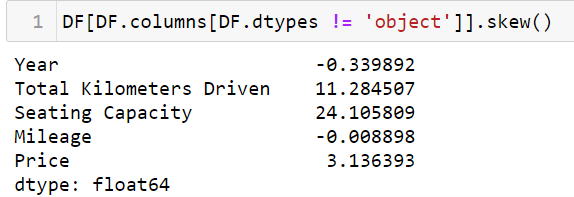 1 DF[DF.columns[DF.dtypes != 'object']].skew()
Year -0.339892
Total Kilometers Driven 11.284507
Seating Capacity 24.105809
Mileage -0.008898
Price 3.136393
dtype: float64